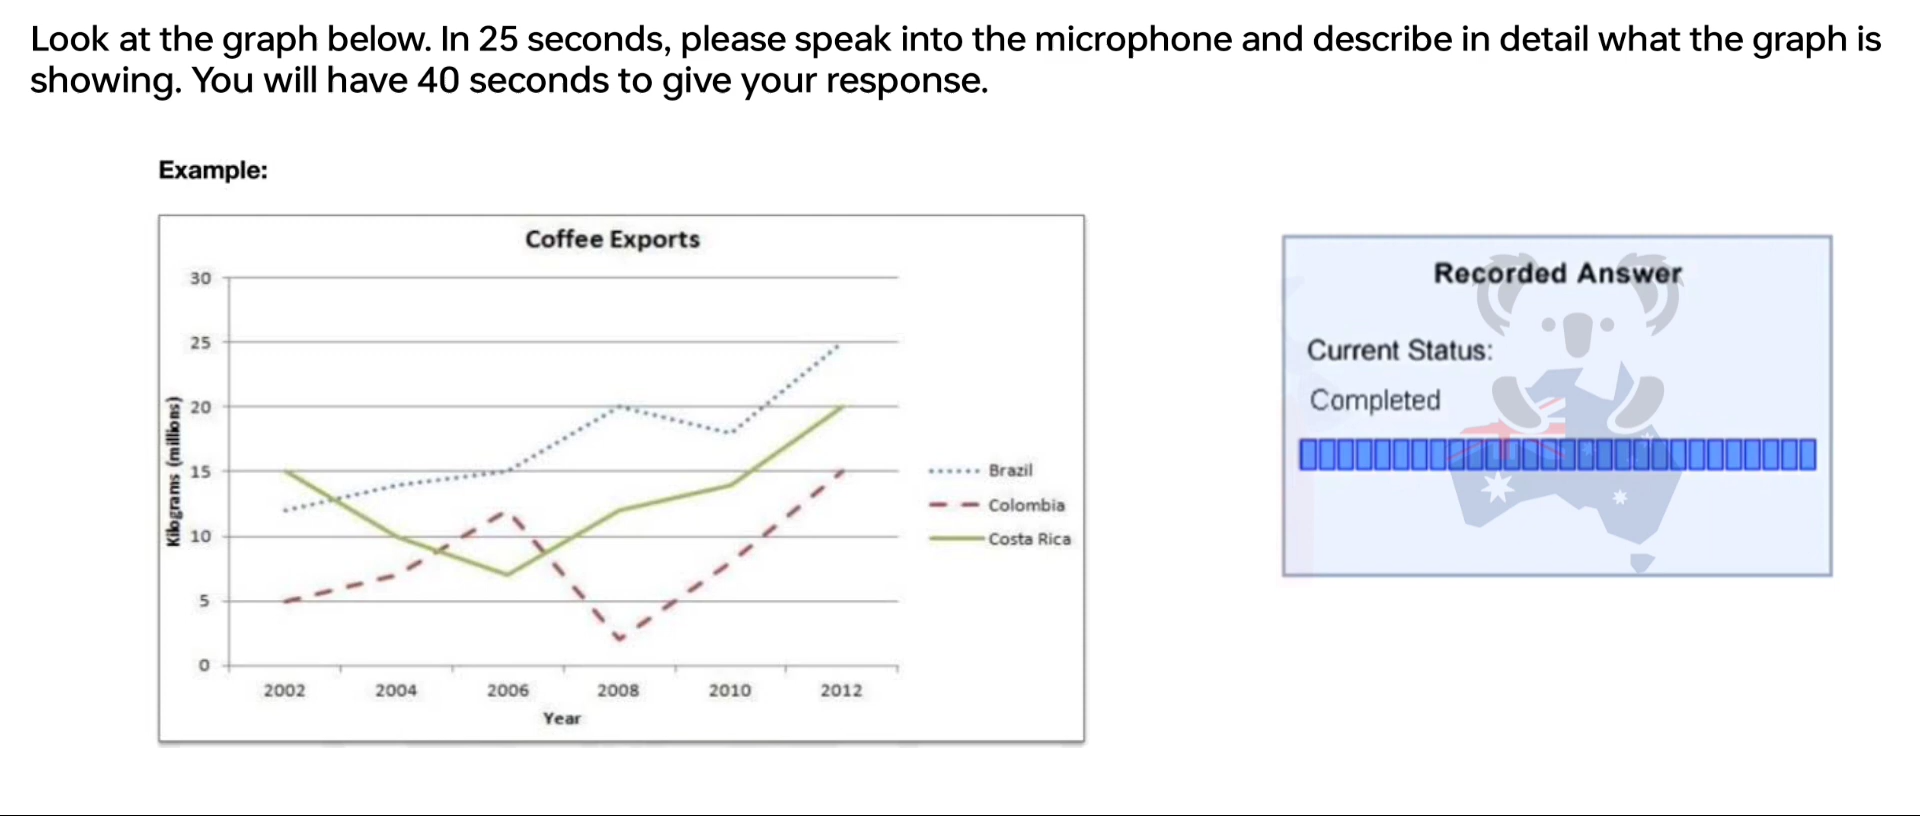 Look at the graph below. In 25 seconds, please speak into the microphone and describe in detail what the graph is
showing. You will have 40 seconds to give your response.
Example:
Coffee Exports
30
25
20
15
10
5
0
Kilograms (millions)
2002 2004 2006 2008 2010 2012
Year
Brazil
Colombia
Costa Rica
Recorded Answer
Current Status:
Completed